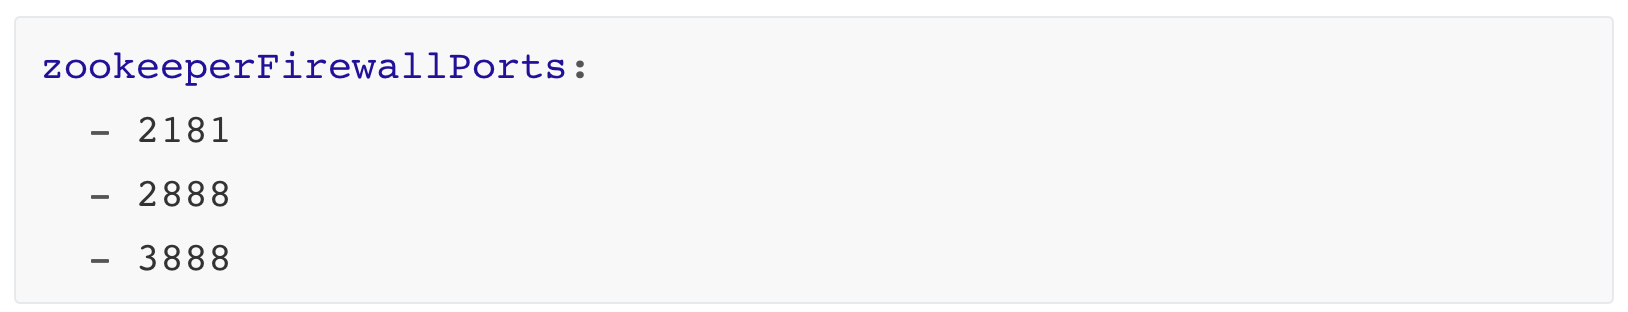 zookeeperFirewallPorts:
  - 2181
  - 2888
  - 3888